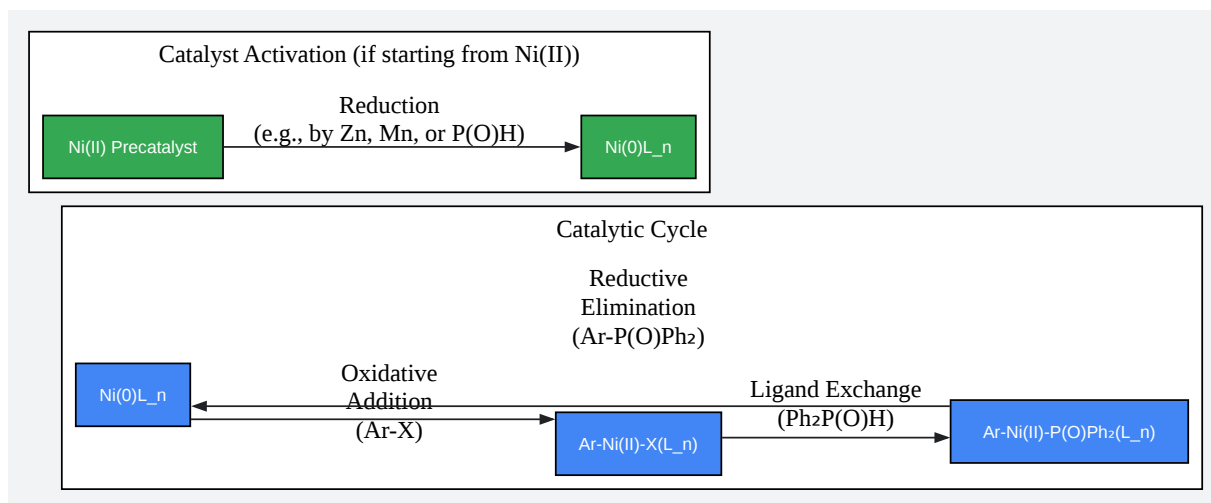 Catalyst Activation (if starting from Ni(II))
Reduction
(e.g., by Zn, Mn, or P(O)H)
Ni(II) Precatalyst
Ni(0)L_n
Catalytic Cycle
Reductive
Elimination
(Ar-P(O)Ph₂)
Ni(0)L_n
Oxidative
Addition
(Ar-X)
Ligand Exchange
(Ph₂P(O)H)
Ar-Ni(II)-X(L_n)
Ar-Ni(II)-P(O)Ph₂(L_n)